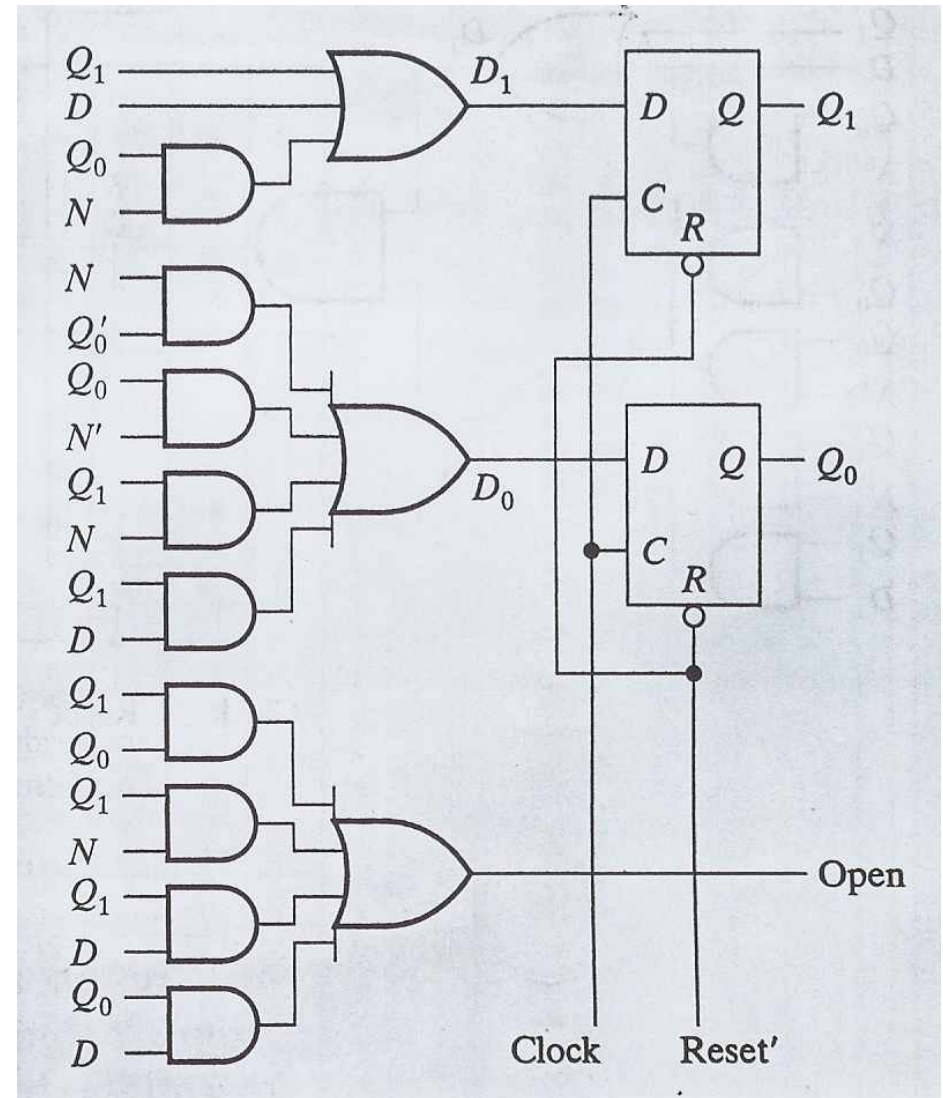 Q₁
D₁
D
D Q Q₁
Q₀
N
C
R
N
Q₀′
Q₀
N′
Q₁
D₀
D Q Q₀
N
C
Q₁
R
D
Q₁
Q₀
Q₁
N
Open
Q₁
D
Q₀
D
Clock Reset′